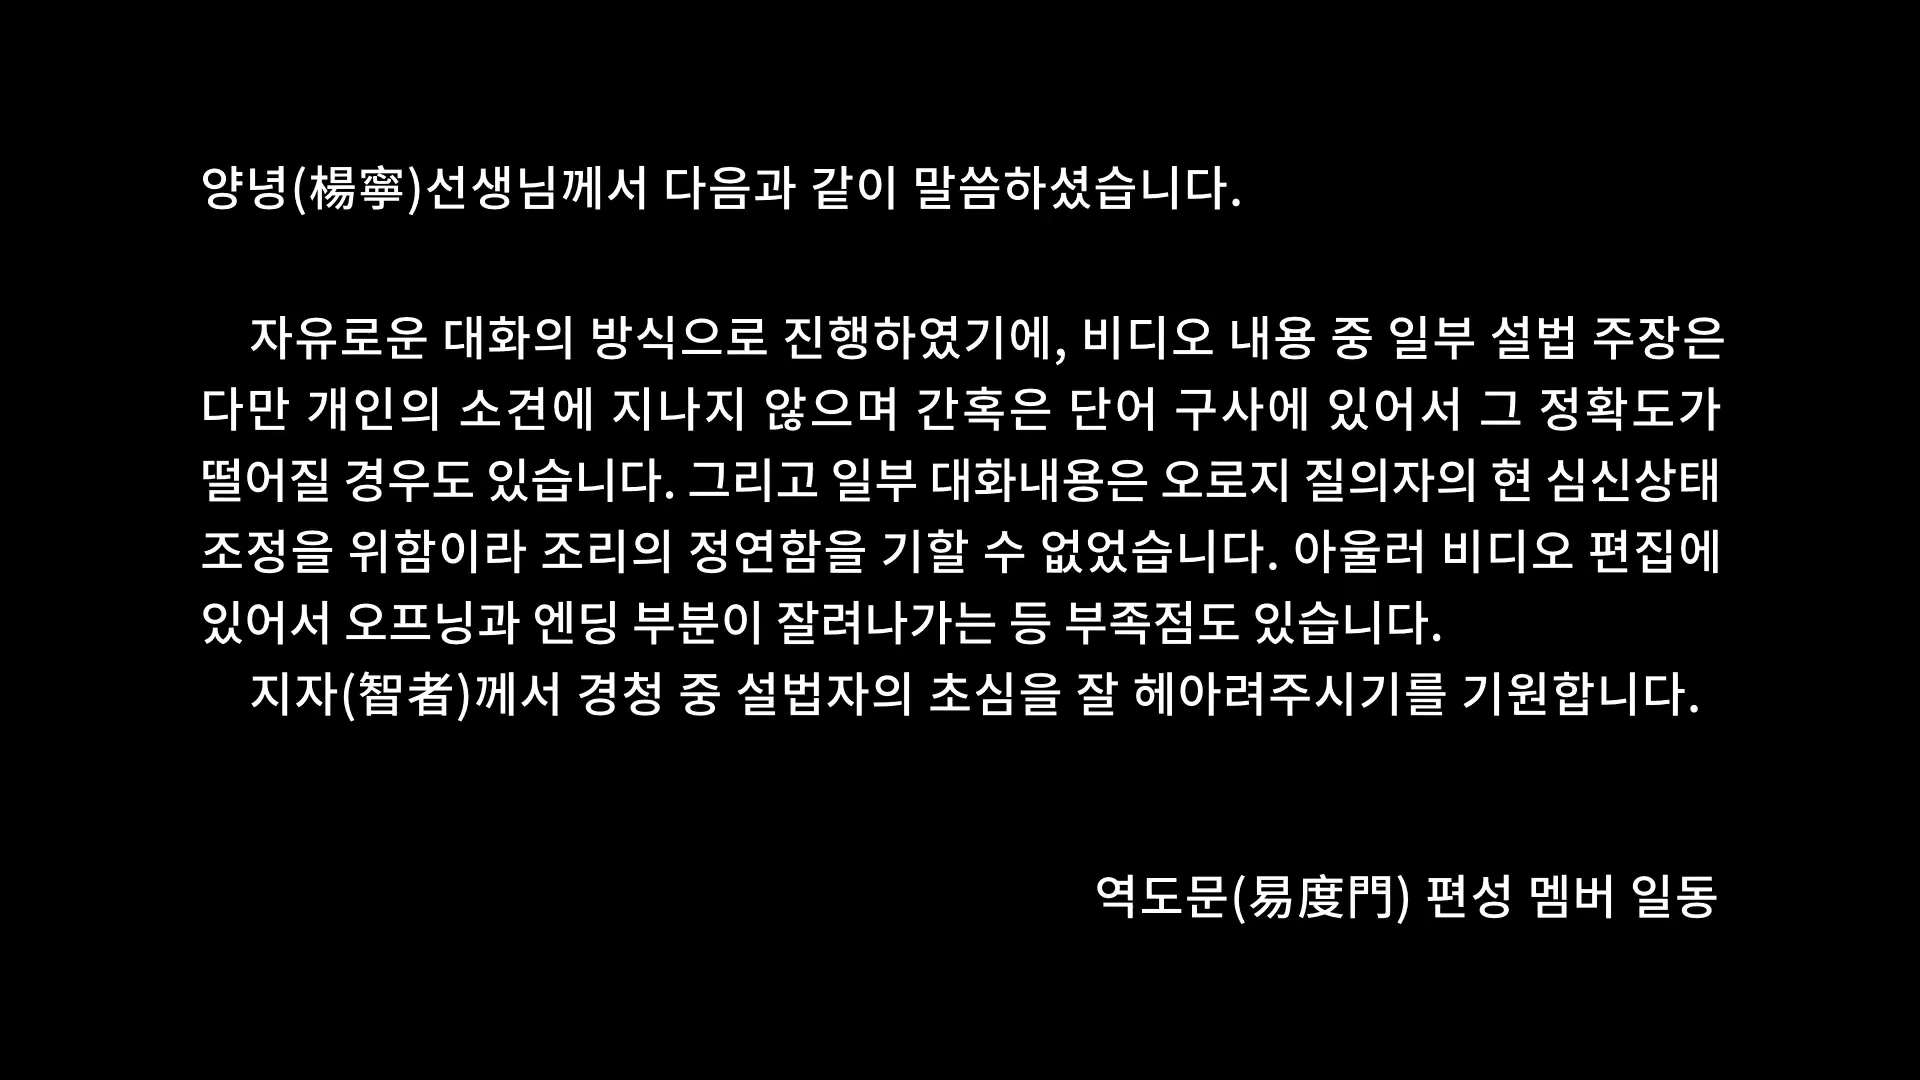 양녕(楊寧)선생님께서 다음과 같이 말씀하셨습니다.
자유로운 대화의 방식으로 진행하였기에, 비디오 내용 중 일부 설법 주장은
다만 개인의 소견에 지나지 않으며 간혹은 단어 구사에 있어서 그 정확도가
떨어질 경우도 있습니다. 그리고 일부 대화내용은 오로지 질의자의 현 심신상태
조정을 위함이라 조리의 정연함을 기할 수 없었습니다. 아울러 비디오 편집에
있어서 오프닝과 엔딩 부분이 잘려나가는 등 부족점도 있습니다.
지자(智者)께서 경청 중 설법자의 초심을 잘 헤아려주시기를 기원합니다.
역도문(易度門) 편성 멤버 일동